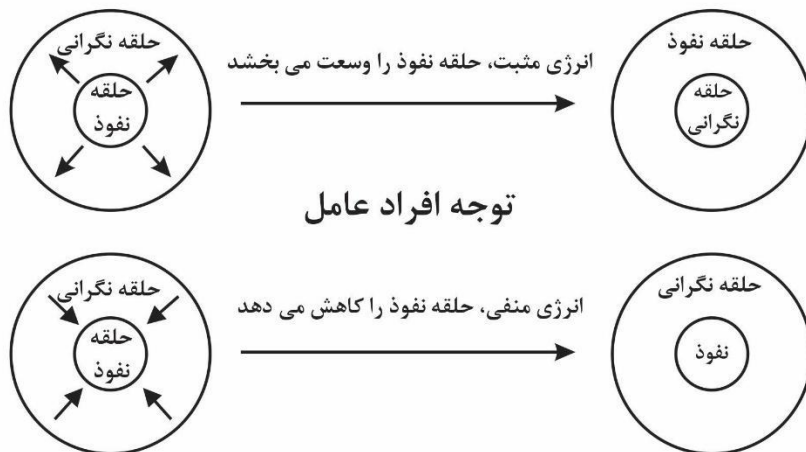 حلقه نگرانی
حلقه
نفوذ
انرژی مثبت، حلقه نفوذ را وسعت می بخشد
حلقه نفوذ
حلقه
نگرانی
توجه افراد عامل
حلقه نگرانی
حلقه
نفوذ
انرژی منفی، حلقه نفوذ را کاهش می دهد
حلقه نگرانی
نفوذ